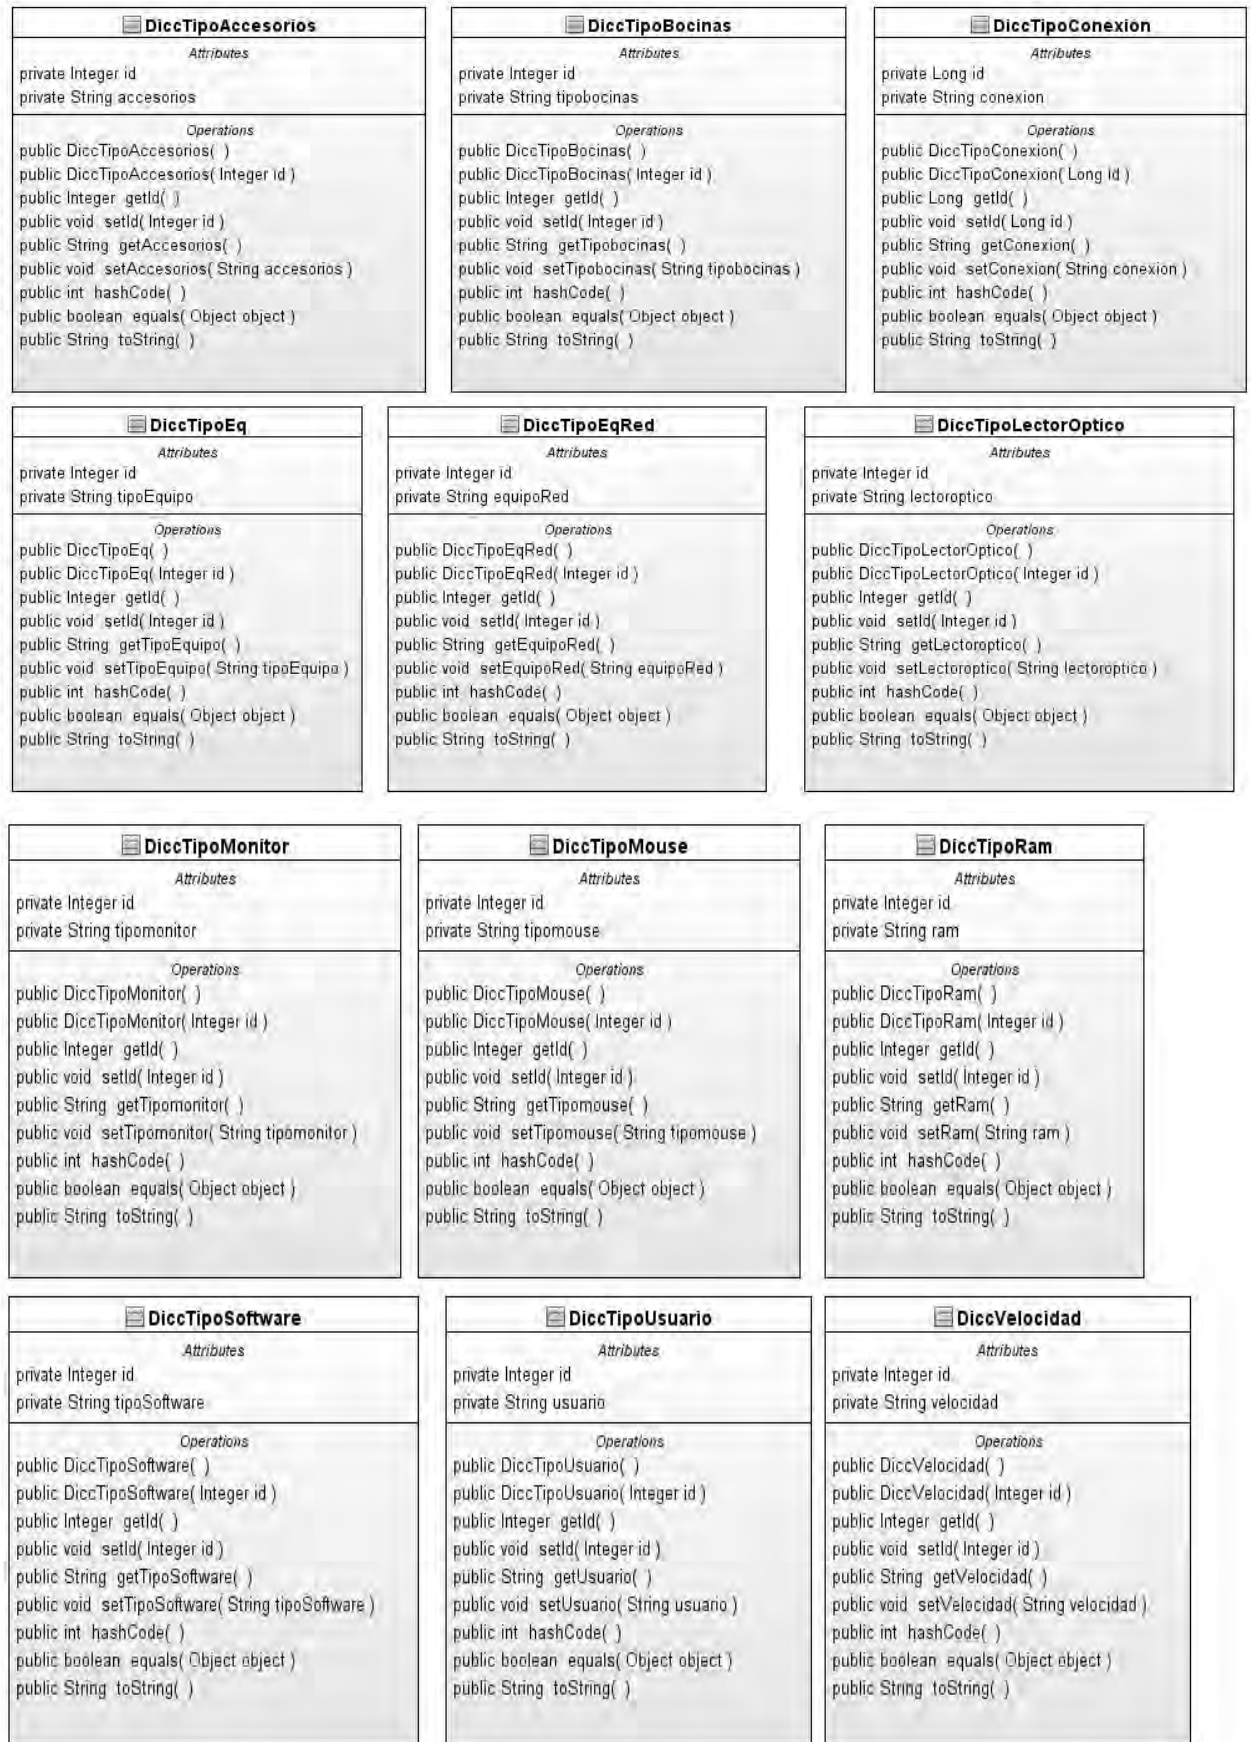 DiccTipoAccesorios
Attributes
private Integer id
private String accesorios
Operations
public DiccTipoAccesorios( )
public DiccTipoAccesorios( Integer id )
public Integer getId( )
public void setId( Integer id )
public String getAccesorios( )
public void setAccesorios( String accesorios )
public int hashCode( )
public boolean equals( Object object )
public String toString( )
DiccTipoBocinas
Attributes
private Integer id
private String tipobocinas
Operations
public DiccTipoBocinas( )
public DiccTipoBocinas( Integer id )
public Integer getId( )
public void setId( Integer id )
public String getTipobocinas( )
public void setTipobocinas( String tipobocinas )
public int hashCode( )
public boolean equals( Object object )
public String toString( )
DiccTipoConexion
Attributes
private Long id
private String conexion
Operations
public DiccTipoConexion( )
public DiccTipoConexion( Long id )
public Long getId( )
public void setId( Long id )
public String getConexion( )
public void setConexion( String conexion )
public int hashCode( )
public boolean equals( Object object )
public String toString( )
DiccTipoEq
Attributes
private Integer id
private String tipoEquipo
Operations
public DiccTipoEq( )
public DiccTipoEq( Integer id )
public Integer getId( )
public void setId( Integer id )
public String getTipoEquipo( )
public void setTipoEquipo( String tipoEquipo )
public int hashCode( )
public boolean equals( Object object )
public String toString( )
DiccTipoEqRed
Attributes
private Integer id
private String equipoRed
Operations
public DiccTipoEqRed( )
public DiccTipoEqRed( Integer id )
public Integer getId( )
public void setId( Integer id )
public String getEquipoRed( )
public void setEquipoRed( String equipoRed )
public int hashCode( )
public boolean equals( Object object )
public String toString( )
DiccTipoLectorOptico
Attributes
private Integer id
private String lectoroptico
Operations
public DiccTipoLectorOptico( )
public DiccTipoLectorOptico( Integer id )
public Integer getId( )
public void setId( Integer id )
public String getLectoroptico( )
public void setLectoroptico( String lectoroptico )
public int hashCode( )
public boolean equals( Object object )
public String toString( )
DiccTipoMonitor
Attributes
private Integer id
private String tipomonitor
Operations
public DiccTipoMonitor( )
public DiccTipoMonitor( Integer id )
public Integer getId( )
public void setId( Integer id )
public String getTipomonitor( )
public void setTipomonitor( String tipomonitor )
public int hashCode( )
public boolean equals( Object object )
public String toString( )
DiccTipoMouse
Attributes
private Integer id
private String tipomouse
Operations
public DiccTipoMouse( )
public DiccTipoMouse( Integer id )
public Integer getId( )
public void setId( Integer id )
public String getTipomouse( )
public void setTipomouse( String tipomouse )
public int hashCode( )
public boolean equals( Object object )
public String toString( )
DiccTipoRam
Attributes
private Integer id
private String ram
Operations
public DiccTipoRam( )
public DiccTipoRam( Integer id )
public Integer getId( )
public void setId( Integer id )
public String getRam( )
public void setRam( String ram )
public int hashCode( )
public boolean equals( Object object )
public String toString( )
DiccTipoSoftware
Attributes
private Integer id
private String tipoSoftware
Operations
public DiccTipoSoftware( )
public DiccTipoSoftware( Integer id )
public Integer getId( )
public void setId( Integer id )
public String getTipoSoftware( )
public void setTipoSoftware( String tipoSoftware )
public int hashCode( )
public boolean equals( Object object )
public String toString( )
DiccTipoUsuario
Attributes
private Integer id
private String usuario
Operations
public DiccTipoUsuario( )
public DiccTipoUsuario( Integer id )
public Integer getId( )
public void setId( Integer id )
public String getUsuario( )
public void setUsuario( String usuario )
public int hashCode( )
public boolean equals( Object object )
public String toString( )
DiccVelocidad
Attributes
private Integer id
private String velocidad
Operations
public DiccVelocidad( )
public DiccVelocidad( Integer id )
public Integer getId( )
public void setId( Integer id )
public String getVelocidad( )
public void setVelocidad( String velocidad )
public int hashCode( )
public boolean equals( Object object )
public String toString( )